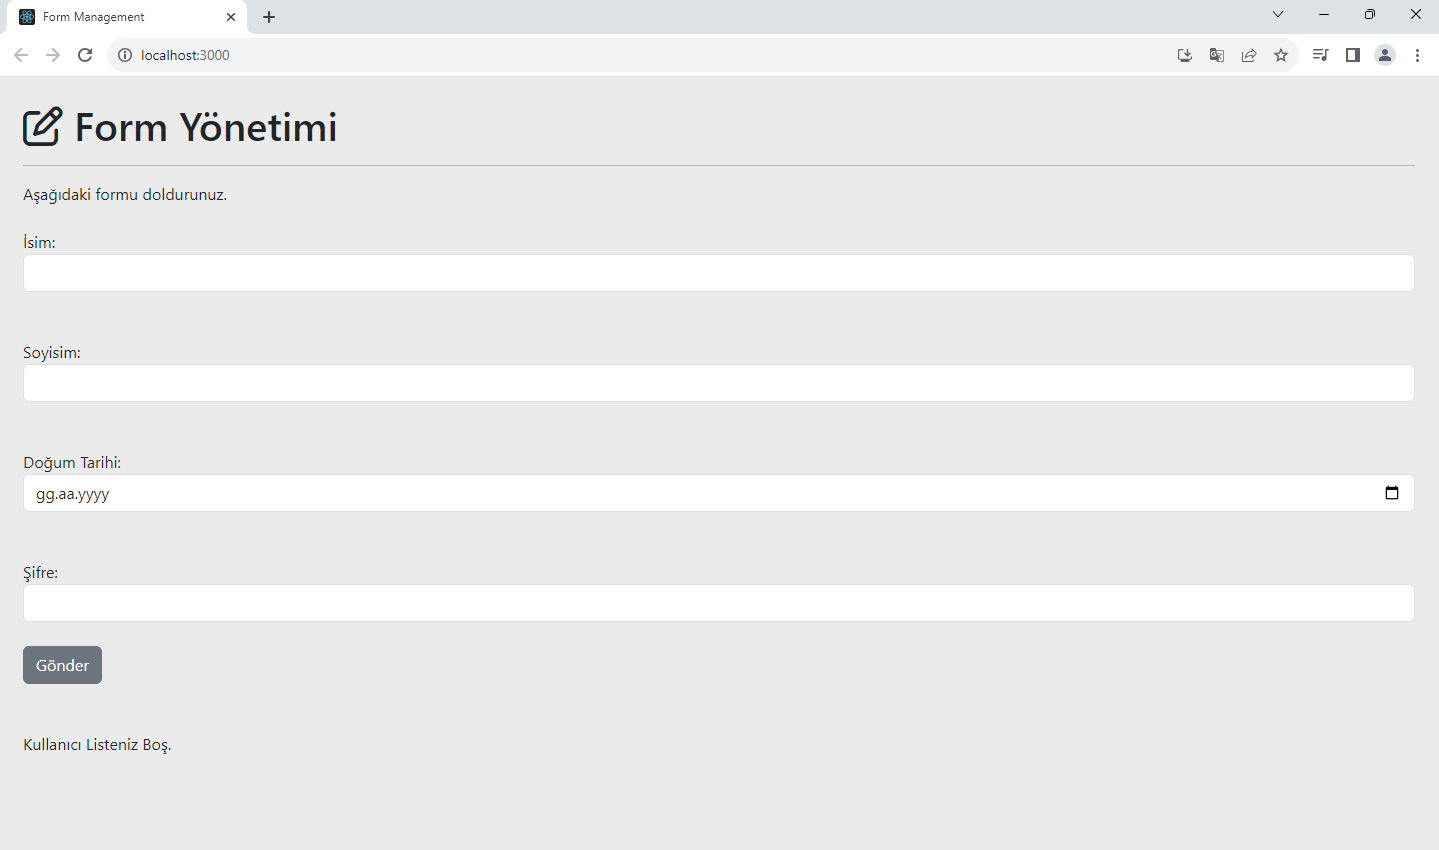 Form Management
localhost:3000
Form Yönetimi
Aşağıdaki formu doldurunuz.
İsim:
Soyisim:
Doğum Tarihi:
gg.aa.yyyy
Şifre:
Gönder
Kullanıcı Listeniz Boş.